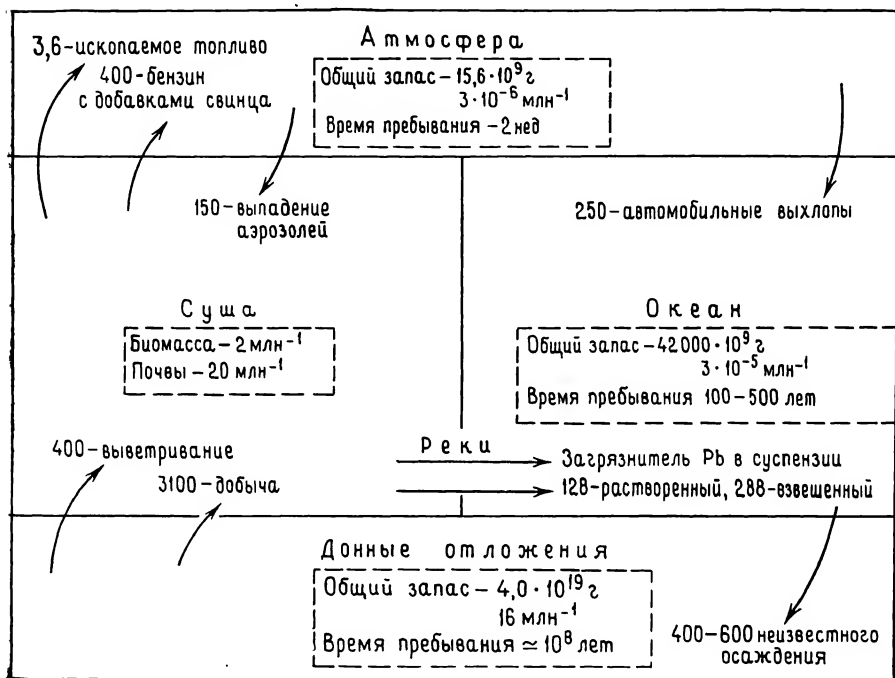 Атмосфера
3,6-ископаемое топливо
400-бензин
с добавками свинца
Общий запас – 15,6·10⁹ г
3·10⁻⁶ млн⁻¹
Время пребывания – 2 нед
150-выпадение
аэрозолей
250-автомобильные выхлопы
Суша
Биомасса – 2 млн⁻¹
Почвы – 20 млн⁻¹
Океан
Общий запас – 42000·10⁹ г
3·10⁻⁵ млн⁻¹
Время пребывания 100–500 лет
400-выветривание
3100-добыча
Реки
Загрязнитель Pb в суспензии
128-растворенный, 288-взвешенный
Донные отложения
Общий запас – 4,0·10¹⁹ г
16 млн⁻¹
Время пребывания ≃ 10⁸ лет
400–600 неизвестного
осаждения